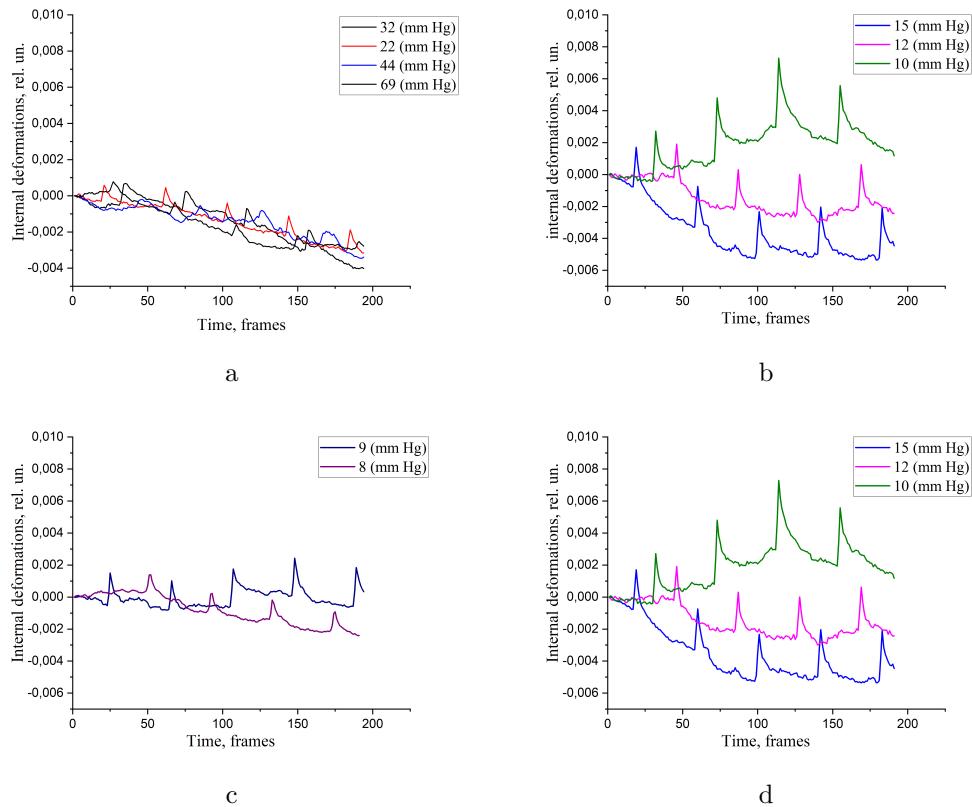 0,010
0,008
0,006
0,004
0,002
0,000
-0,002
-0,004
Internal deformations, rel. un.
32 (mm Hg)
22 (mm Hg)
44 (mm Hg)
69 (mm Hg)
0 50 100 150 200
Time, frames
a
0,010
0,008
0,006
0,004
0,002
0,000
-0,002
-0,004
-0,006
internal deformations, rel. un.
15 (mm Hg)
12 (mm Hg)
10 (mm Hg)
0 50 100 150 200
Time, frames
b
0,010
0,008
0,006
0,004
0,002
0,000
-0,002
-0,004
-0,006
Internal deformations, rel. un.
9 (mm Hg)
8 (mm Hg)
0 50 100 150 200
Time, frames
c
0,010
0,008
0,006
0,004
0,002
0,000
-0,002
-0,004
-0,006
Internal deformations, rel. un.
15 (mm Hg)
12 (mm Hg)
10 (mm Hg)
0 50 100 150 200
Time, frames
d